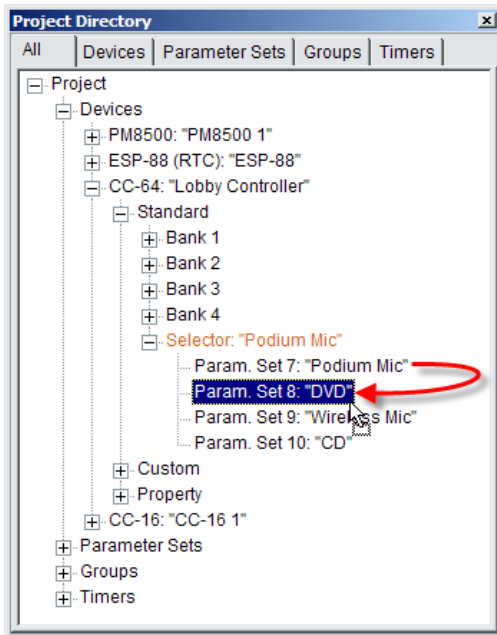 Project Directory
All Devices Parameter Sets Groups Timers
Project
Devices
PM8500: "PM8500 1"
ESP-88 (RTC): "ESP-88"
CC-64: "Lobby Controller"
Standard
Bank 1
Bank 2
Bank 3
Bank 4
Selector: "Podium Mic"
Param. Set 7: "Podium Mic"
Param. Set 8: "DVD"
Param. Set 9: "Wireless Mic"
Param. Set 10: "CD"
Custom
Property
CC-16: "CC-16 1"
Parameter Sets
Groups
Timers